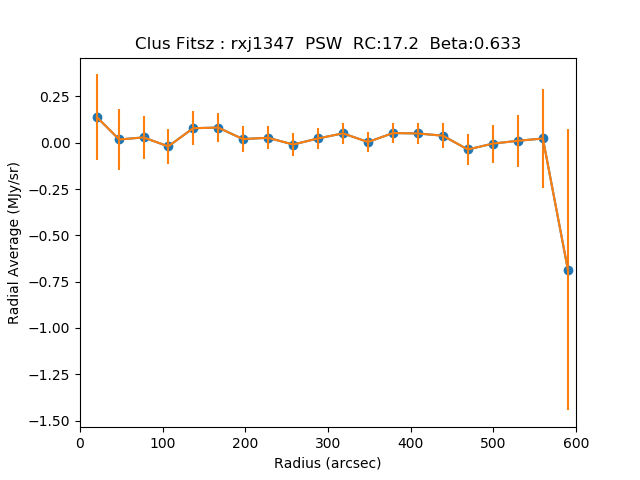 Clus Fitsz : rxj1347  PSW  RC:17.2  Beta:0.633
Radial Average (MJy/sr)
0.25
0.00
−0.25
−0.50
−0.75
−1.00
−1.25
−1.50
0 100 200 300 400 500 600
Radius (arcsec)